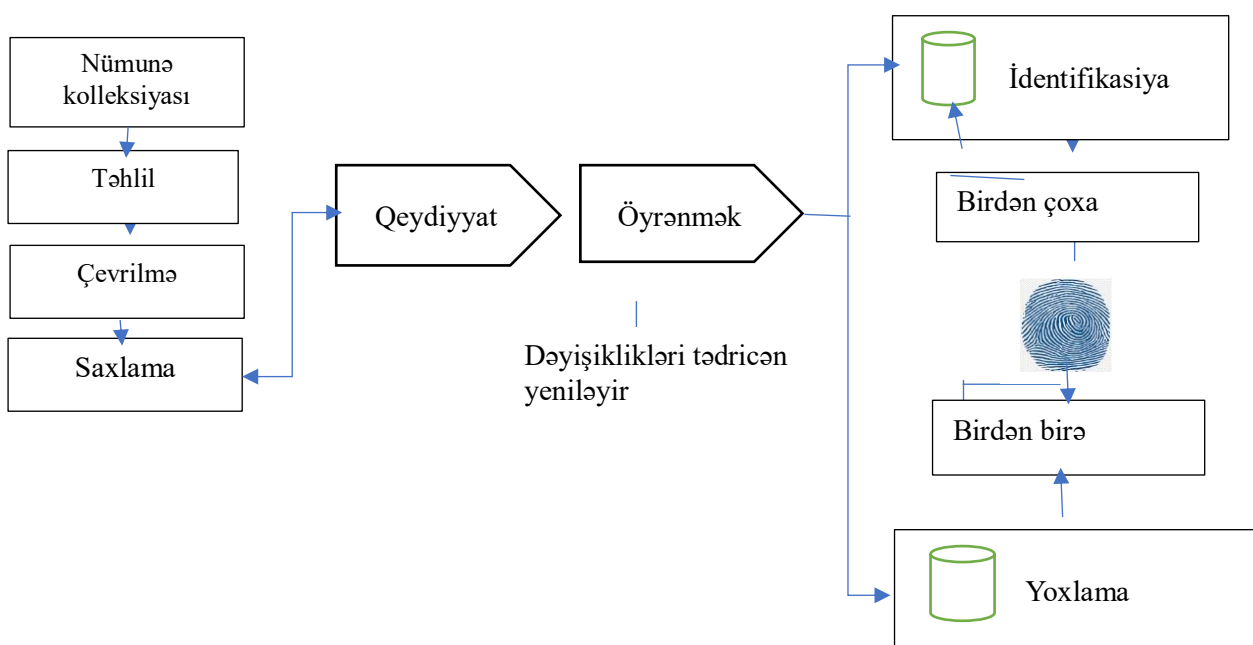 Nümunə
kolleksiyası
Təhlil
Çevrilmə
Saxlama
Qeydiyyat
Öyrənmək
Dəyişiklikləri tədricən
yeniləyir
İdentifikasiya
Birdən çoxa
Birdən birə
Yoxlama